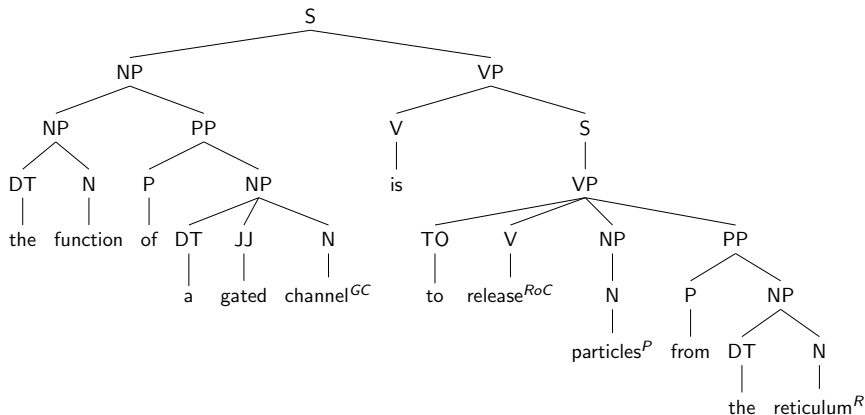 S
NP VP
NP PP V S
DT N P NP is VP
the function of DT JJ N TO V NP PP
a gated channel^GC to release^RoC N P NP
particles^P from DT N
the reticulum^R